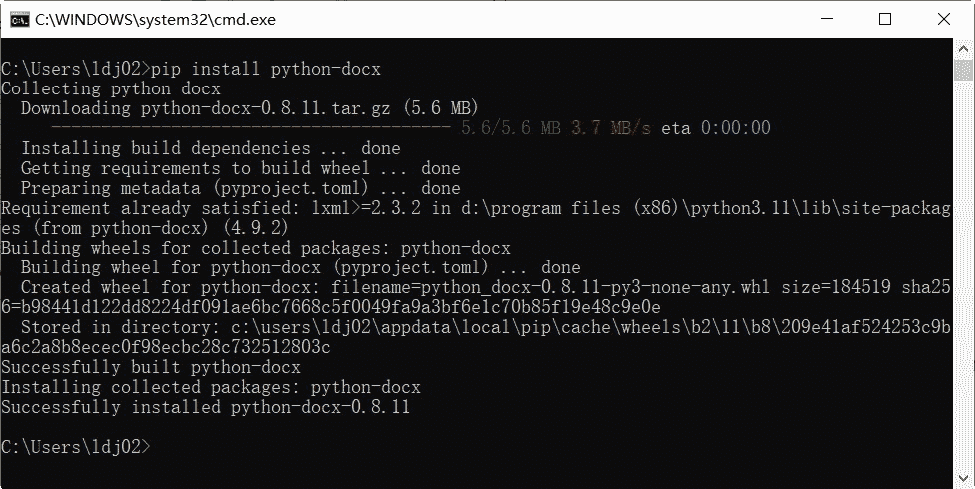 C:\WINDOWS\system32\cmd.exe
C:\Users\ldj02>pip install python-docx
Collecting python docx
Downloading python-docx-0.8.11.tar.gz (5.6 MB)
---------------------------------------- 5.6/5.6 MB 3.7 MB/s eta 0:00:00
Installing build dependencies ... done
Getting requirements to build wheel ... done
Preparing metadata (pyproject.toml) ... done
Requirement already satisfied: lxml>=2.3.2 in d:\program files (x86)\python3.11\lib\site-packag
es (from python-docx) (4.9.2)
Building wheels for collected packages: python-docx
Building wheel for python-docx (pyproject.toml) ... done
Created wheel for python-docx: filename=python_docx-0.8.11-py3-none-any.whl size=184519 sha25
6=b98441d122dd8224df091ae6bc7668c5f0049fa9a3bf6e1c70b85f19e48c9e0e
Stored in directory: c:\users\ldj02\appdata\local\pip\cache\wheels\b2\11\b8\209e41af524253c9b
a6c2a8b8ecec0f98ecbc28c732512803c
Successfully built python-docx
Installing collected packages: python-docx
Successfully installed python-docx-0.8.11
C:\Users\ldj02>